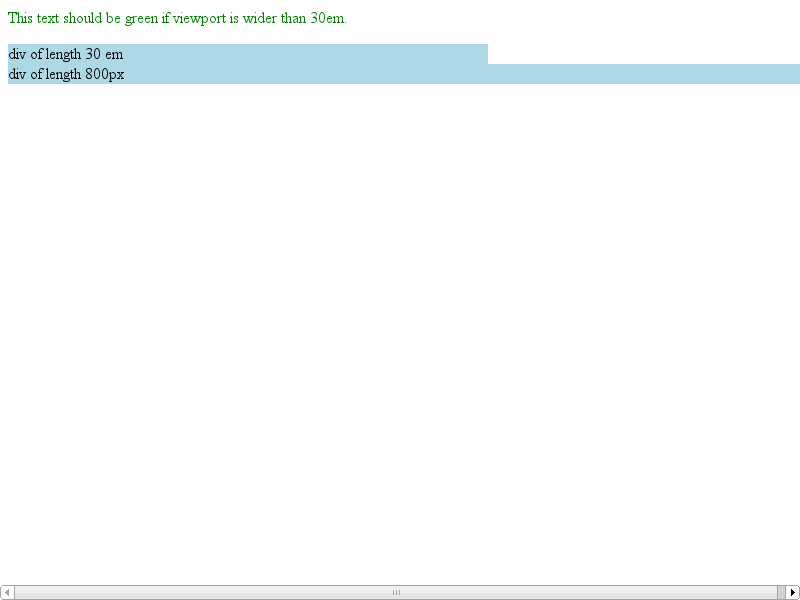 This text should be green if viewport is wider than 30em.
div of length 30 em
div of length 800px